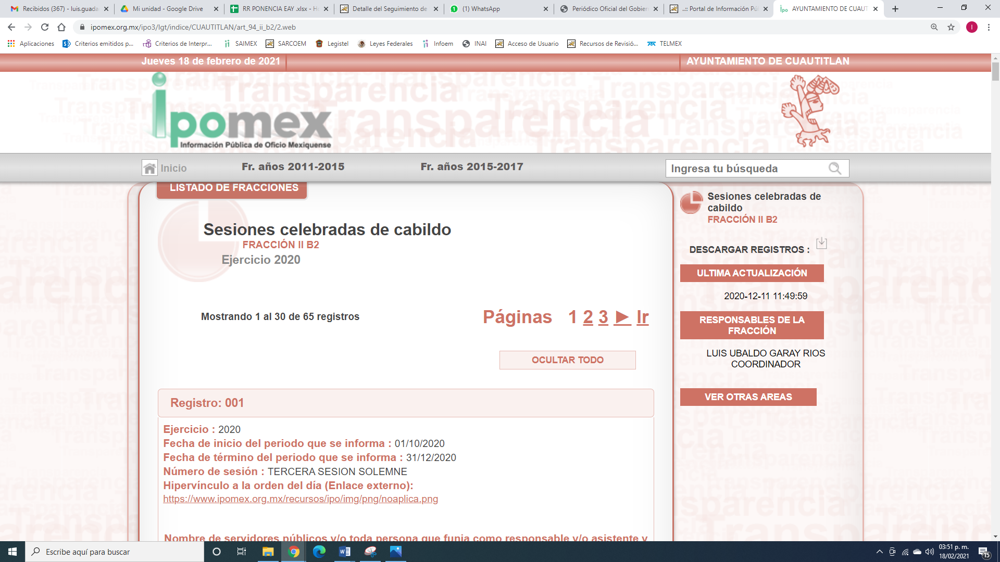 Recibidos (367) - luis.guada
Mi unidad - Google Drive
RR PONENCIA EAY .xlsx - H
Detalle del Seguimiento de
(1) WhatsApp
Periódico Oficial del Gobier
..:: Portal de Información Pú
AYUNTAMIENTO DE CUAUT
ipomex.org.mx/ipo3/lgt/indice/CUAUTITLAN/art_94_ii_b2/2.web
I
Aplicaciones
Criterios emitidos p...
Criterios de Interpr...
SAIMEX
SARCOEM
Legistel
Leyes Federales
Infoem
INAI
Acceso de Usuario
Recursos de Revisió...
TELMEX
Jueves 18 de febrero de 2021
AYUNTAMIENTO DE CUAUTITLAN
Transparencia
ipomex
Información Pública de Oficio Mexiquense
Inicio
Fr. años 2011-2015
Fr. años 2015-2017
Ingresa tu búsqueda
LISTADO DE FRACCIONES
Sesiones celebradas de cabildo
FRACCIÓN II B2
Ejercicio 2020
Mostrando 1 al 30 de 65 registros
Páginas 1 2 3 ► Ir
OCULTAR TODO
Registro: 001
Ejercicio : 2020
Fecha de inicio del periodo que se informa : 01/10/2020
Fecha de término del periodo que se informa : 31/12/2020
Número de sesión : TERCERA SESION SOLEMNE
Hipervínculo a la orden del día (Enlace externo):
https://www.ipomex.org.mx/recursos/ipo/img/png/noaplica.png
Nombre de servidores públicos y/o toda persona que funja como responsable y/o asistente y
Sesiones celebradas de
cabildo
FRACCIÓN II B2
DESCARGAR REGISTROS :
ULTIMA ACTUALIZACIÓN
2020-12-11 11:49:59
RESPONSABLES DE LA
FRACCIÓN
LUIS UBALDO GARAY RIOS
COORDINADOR
VER OTRAS AREAS
Escribe aquí para buscar
03:51 p. m.
18/02/2021
15